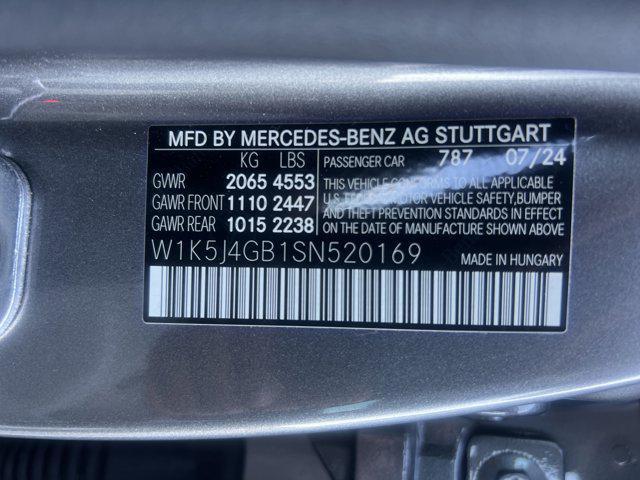 MFD BY MERCEDES-BENZ AG STUTTGART
KG LBS PASSENGER CAR 787 07/24
GVWR 2065 4553 THIS VEHICLE CONFORMS TO ALL APPLICABLE
GAWR FRONT 1110 2447 U.S. FEDERAL MOTOR VEHICLE SAFETY, BUMPER
GAWR REAR 1015 2238 AND THEFT PREVENTION STANDARDS IN EFFECT
ON THE DATE OF MANUFACTURE SHOWN ABOVE.
W1K5J4GB1SN520169 MADE IN HUNGARY